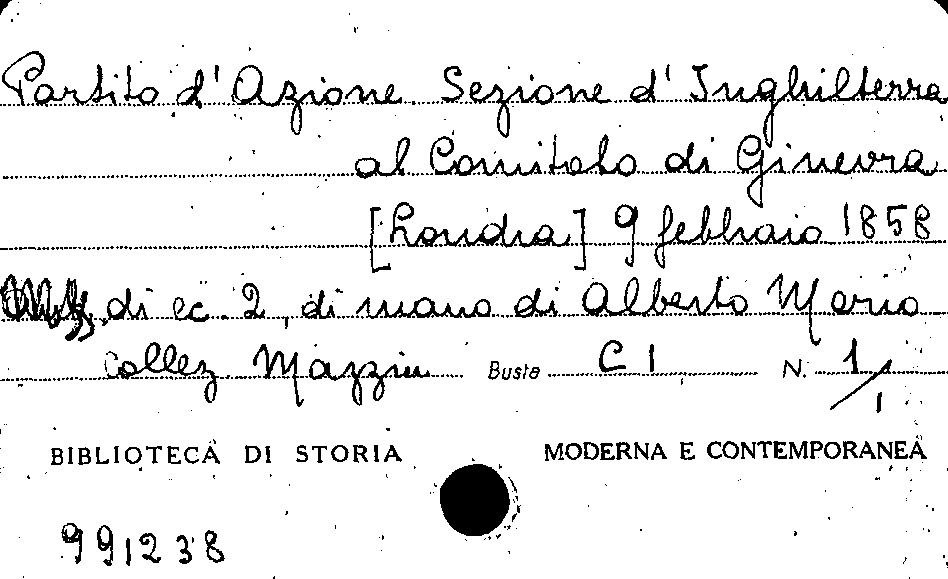 Partito d'Azione. Sezione d'Inghilterra
al Comitato di Ginevra
[Londra] 9 febbraio 1858
di cc. 2, di mano di Alberto Mario
Collez Mazzini Busta C I N. 1/1
BIBLIOTECA DI STORIA MODERNA E CONTEMPORANEA
991238